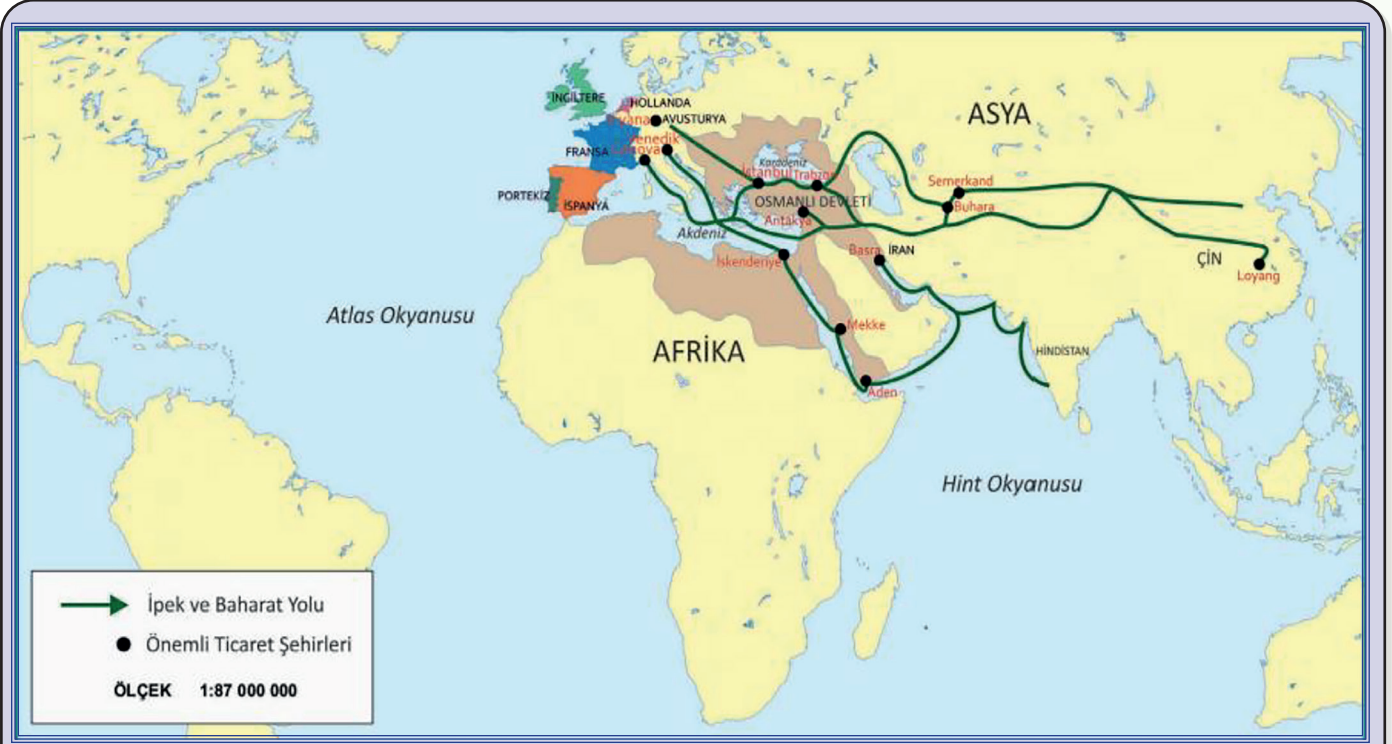 İNGİLTERE
HOLLANDA
AVUSTURYA
Venedik
FRANSA
PORTEKİZ
İSPANYA
ASYA
Karadeniz
İstanbul
Trabzon
OSMANLI DEVLETİ
Antakya
Semerkand
Buhara
Akdeniz
İskenderiye
Basra
İRAN
ÇİN
Loyang
Atlas Okyanusu
AFRİKA
Mekke
HİNDİSTAN
Aden
Hint Okyanusu
İpek ve Baharat Yolu
Önemli Ticaret Şehirleri
ÖLÇEK 1:87 000 000